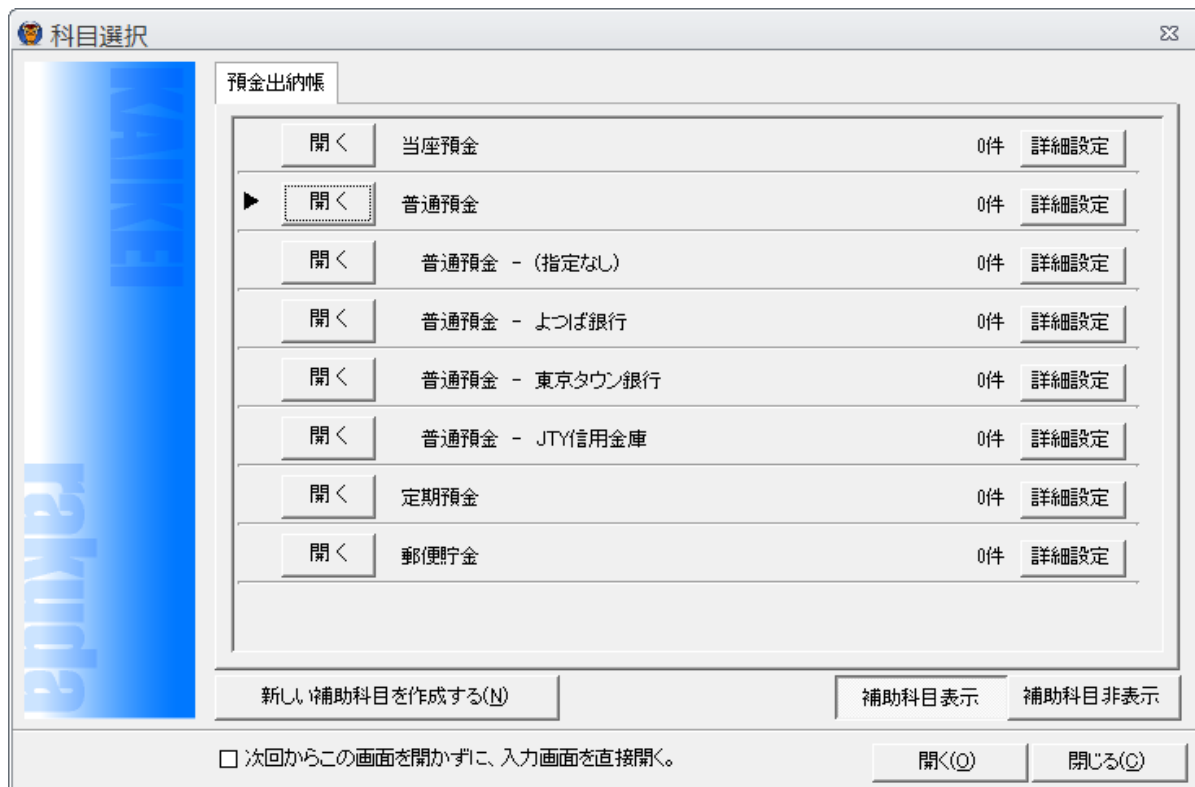 科目選択
KAIKEI
rakuda
預金出納帳
開く 当座預金 0件 詳細設定
▶ 開く 普通預金 0件 詳細設定
開く 普通預金 - (指定なし) 0件 詳細設定
開く 普通預金 - よつば銀行 0件 詳細設定
開く 普通預金 - 東京タウン銀行 0件 詳細設定
開く 普通預金 - JTY信用金庫 0件 詳細設定
開く 定期預金 0件 詳細設定
開く 郵便貯金 0件 詳細設定
新しい補助科目を作成する(N) 補助科目表示 補助科目非表示
次回からこの画面を開かずに、入力画面を直接開く。 開く(O) 閉じる(C)